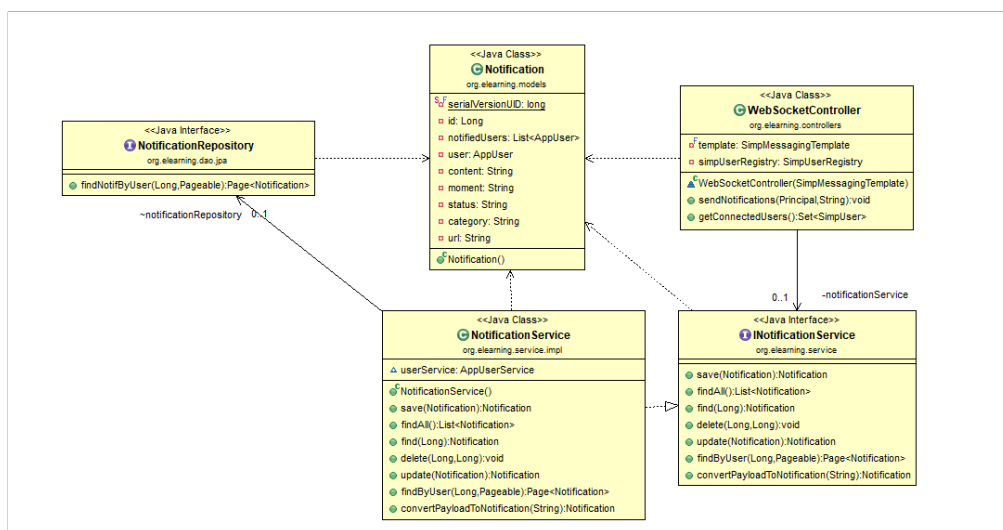 <<Java Class>>
Notification
org.elearning.models
serialVersionUID: long
id: Long
notifiedUsers: List<AppUser>
user: AppUser
content: String
moment: String
status: String
category: String
url: String
Notification()
<<Java Class>>
WebSocketController
org.elearning.controllers
template: SimpMessagingTemplate
simpUserRegistry: SimpUserRegistry
WebSocketController(SimpMessagingTemplate)
sendNotifications(Principal,String):void
getConnectedUsers():Set<SimpUser>
<<Java Interface>>
NotificationRepository
org.elearning.dao.jpa
findNotifByUser(Long,Pageable):Page<Notification>
~notificationRepository 0..1
0..1 -notificationService
<<Java Class>>
NotificationService
org.elearning.service.impl
userService: AppUserService
NotificationService()
save(Notification):Notification
findAll():List<Notification>
find(Long):Notification
delete(Long,Long):void
update(Notification):Notification
findByUser(Long,Pageable):Page<Notification>
convertPayloadToNotification(String):Notification
<<Java Interface>>
INotificationService
org.elearning.service
save(Notification):Notification
findAll():List<Notification>
find(Long):Notification
delete(Long,Long):void
update(Notification):Notification
findByUser(Long,Pageable):Page<Notification>
convertPayloadToNotification(String):Notification